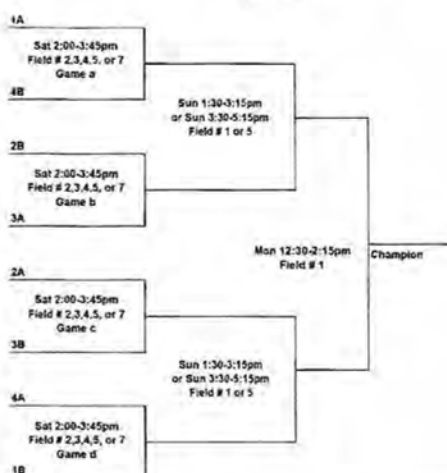 1A
Sat 2:00-3:45pm
Field # 2,3,4,5, or 7
Game a
4B
Sun 1:30-3:15pm
or Sun 3:30-5:15pm
Field # 1 or 5
2B
Sat 2:00-3:45pm
Field # 2,3,4,5, or 7
Game b
3A
Mon 12:30-2:15pm
Field # 1
Champion
2A
Sat 2:00-3:45pm
Field # 2,3,4,5, or 7
Game c
3B
Sun 1:30-3:15pm
or Sun 3:30-5:15pm
Field # 1 or 5
4A
Sat 2:00-3:45pm
Field # 2,3,4,5, or 7
Game d
1B